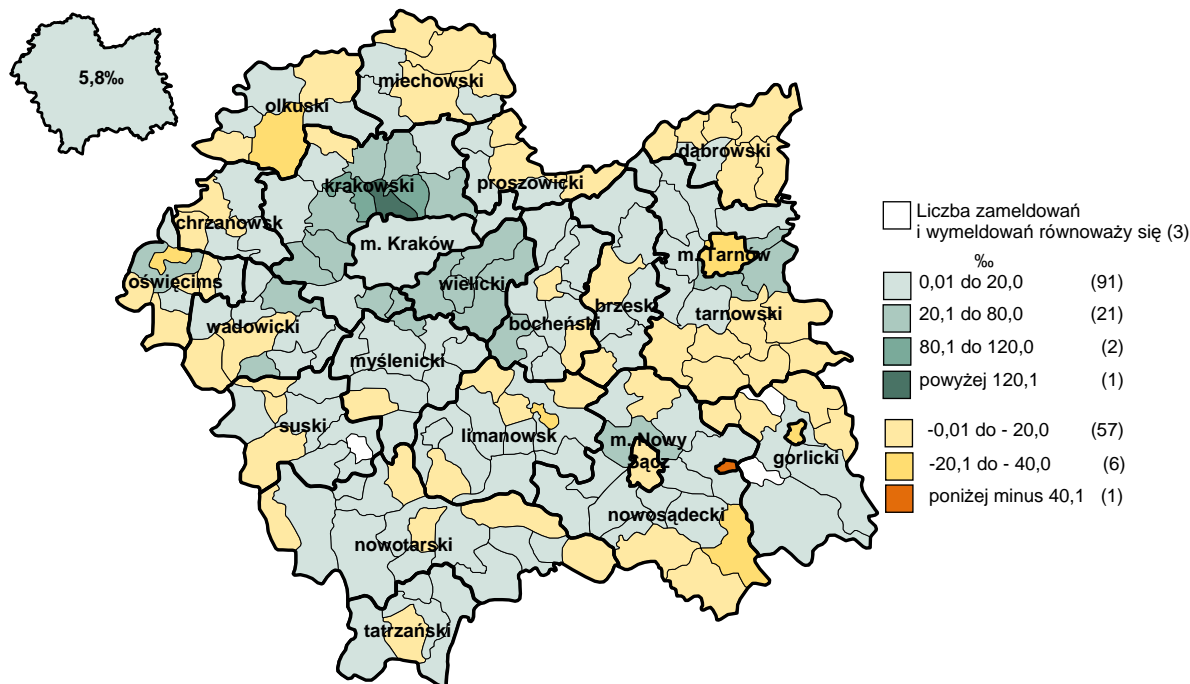 5,8‰
miechowski
olkuski
dąbrowski
krakowski
proszowicki
chrzanowsk
m. Kraków
m. Tarnów
oświęcims
wielicki
wadowicki
bocheński
brzeski
tarnowski
myślenicki
suski
limanowsk
m. Nowy
Sącz
gorlicki
nowosądecki
nowotarski
tatrzański
Liczba zameldowań
i wymeldowań równoważy się (3)
‰
0,01 do 20,0 (91)
20,1 do 80,0 (21)
80,1 do 120,0 (2)
powyżej 120,1 (1)
-0,01 do - 20,0 (57)
-20,1 do - 40,0 (6)
poniżej minus 40,1 (1)